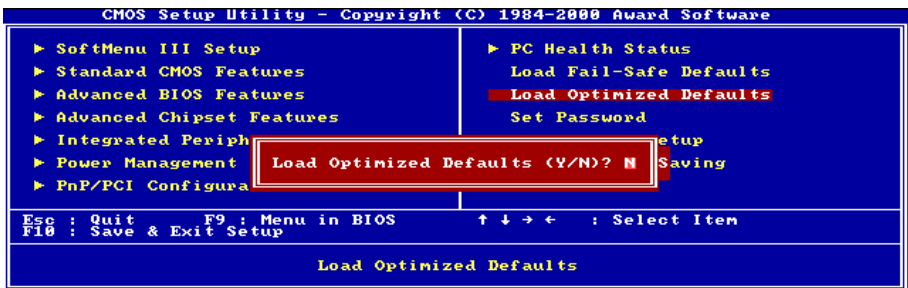 CMOS Setup Utility - Copyright (C) 1984-2000 Award Software
SoftMenu III Setup
Standard CMOS Features
Advanced BIOS Features
Advanced Chipset Features
Integrated Periph
Power Management
PnP/PCI Configura
PC Health Status
Load Fail-Safe Defaults
Load Optimized Defaults
Set Password
etup
Saving
Load Optimized Defaults (Y/N)? N
Esc : Quit F9 : Menu in BIOS ↑ ↓ → ← : Select Item
F10 : Save & Exit Setup
Load Optimized Defaults